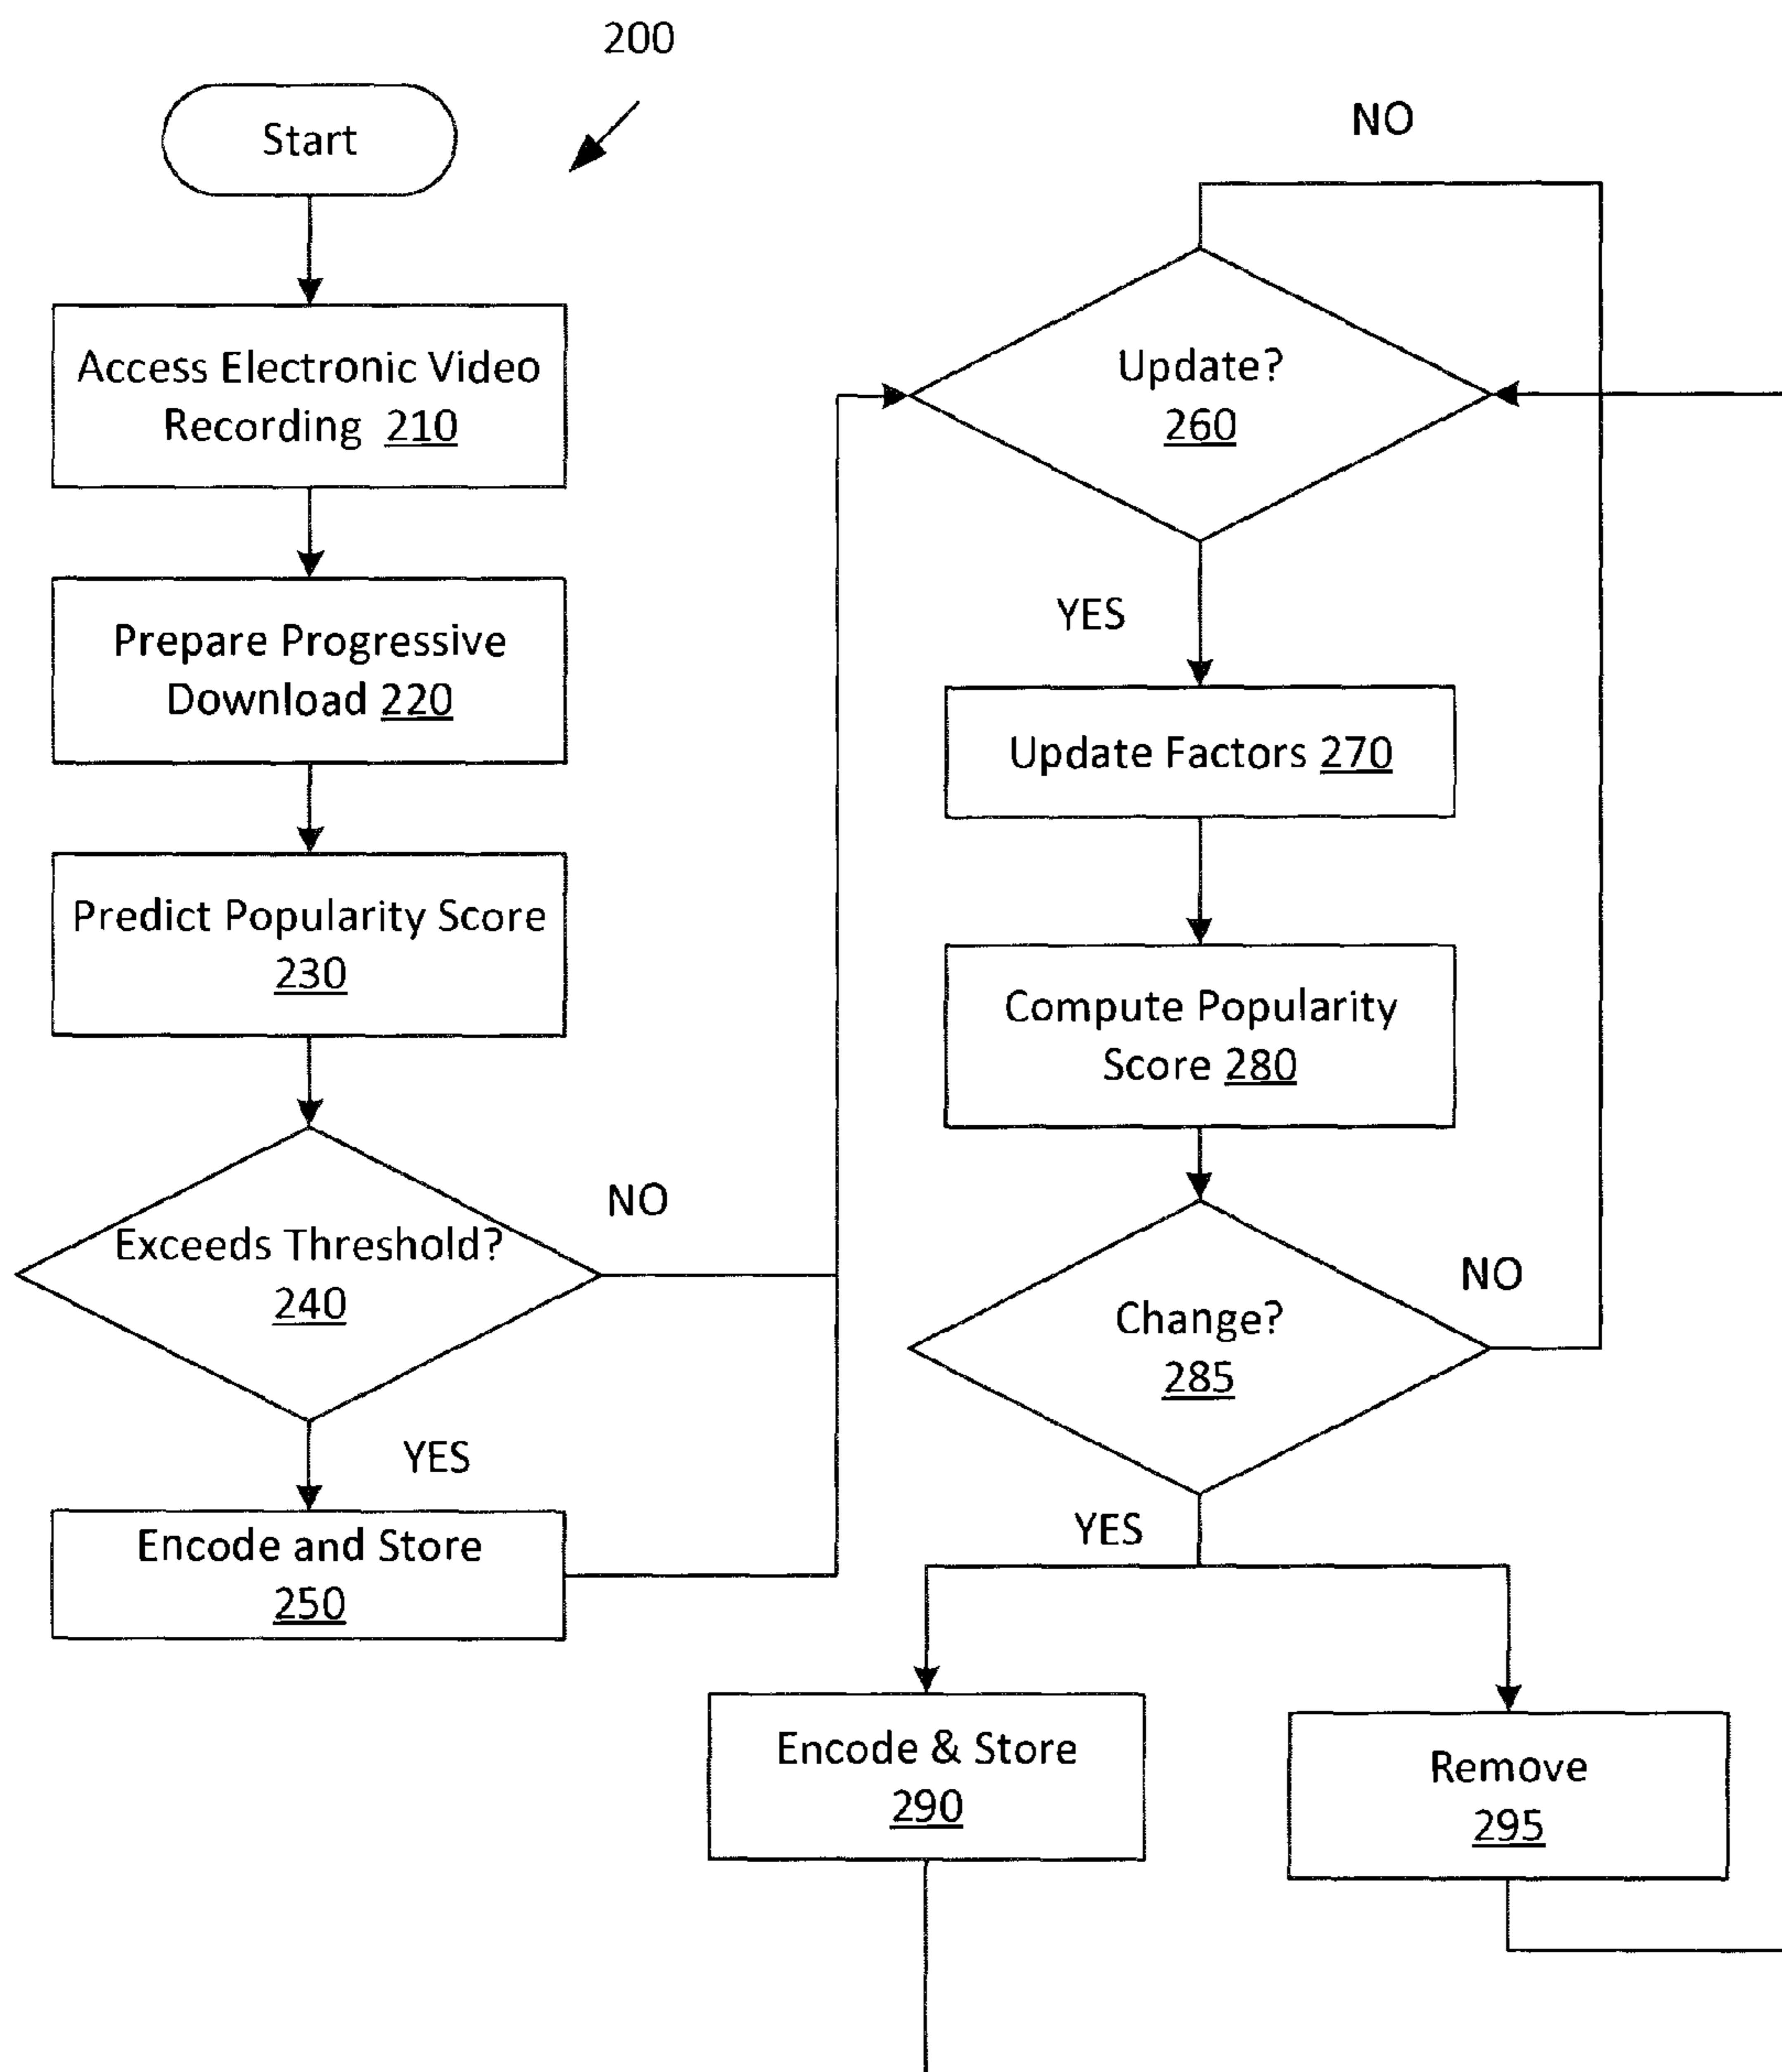 200
Start
Access Electronic Video
Recording 210
Prepare Progressive
Download 220
Predict Popularity Score
230
Exceeds Threshold?
240
NO
YES
Encode and Store
250
NO
Update?
260
YES
Update Factors 270
Compute Popularity
Score 280
Change?
285
NO
YES
Encode & Store
290
Remove
295